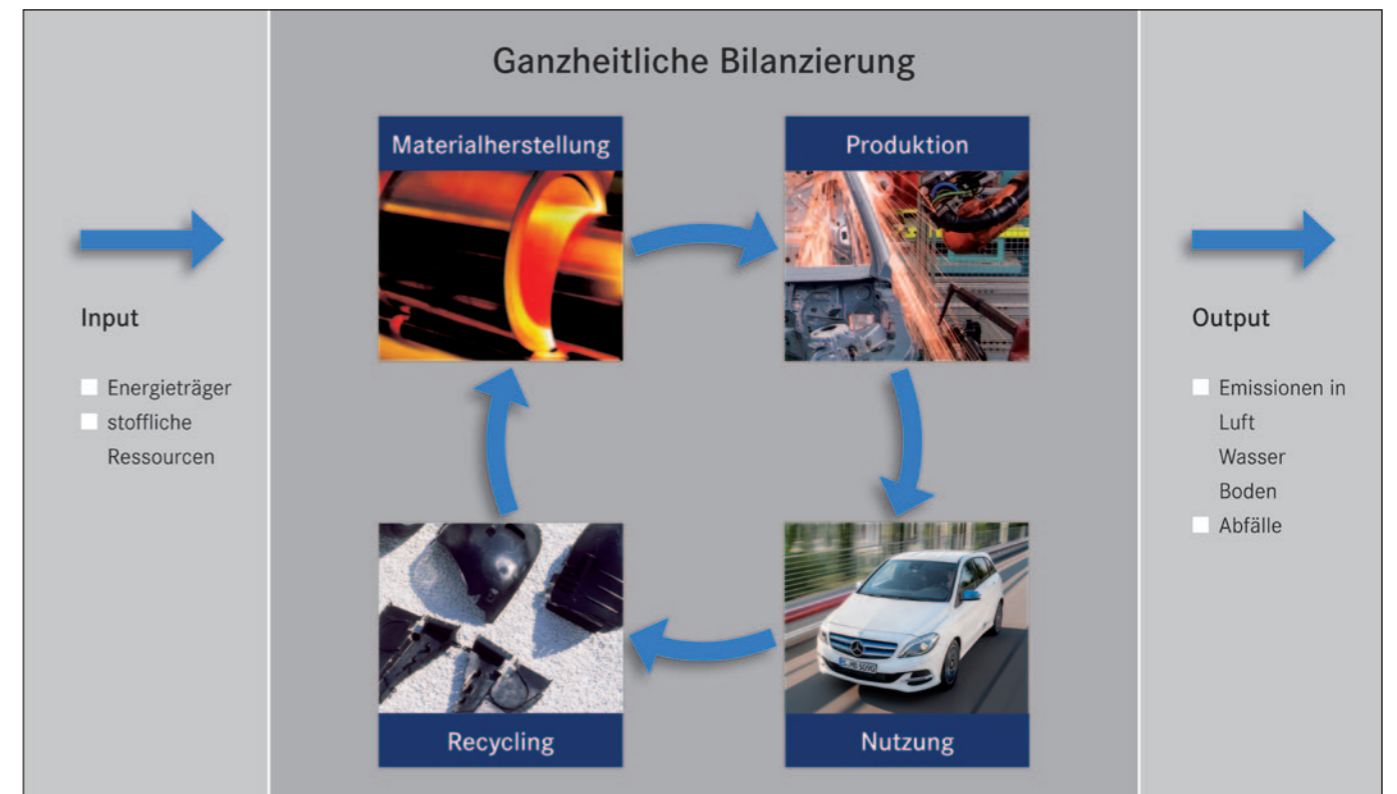 Ganzheitliche Bilanzierung
Materialherstellung
Produktion
Input
Energieträger
stoffliche
Ressourcen
Output
Emissionen in
Luft
Wasser
Boden
Abfälle
Recycling
Nutzung